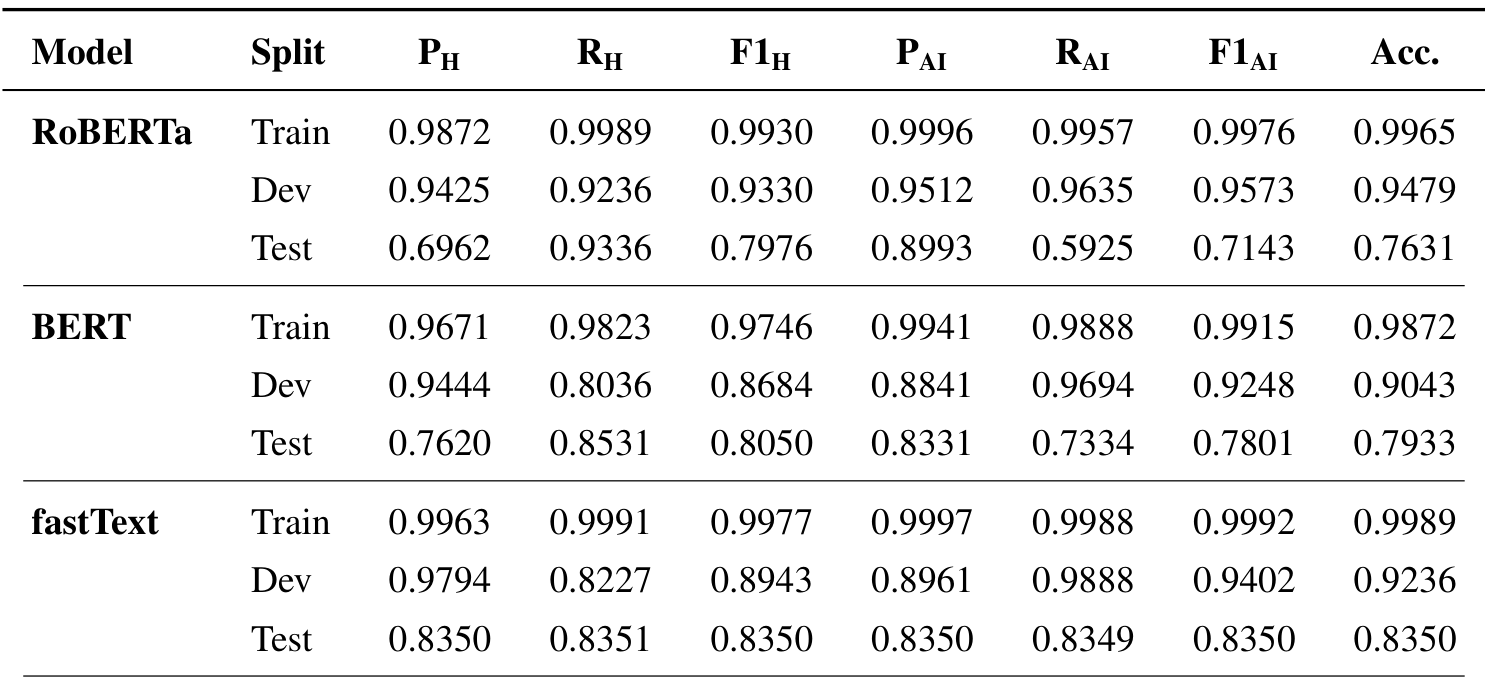 Model Split P_H R_H F1_H P_AI R_AI F1_AI Acc.
RoBERTa Train 0.9872 0.9989 0.9930 0.9996 0.9957 0.9976 0.9965
Dev 0.9425 0.9236 0.9330 0.9512 0.9635 0.9573 0.9479
Test 0.6962 0.9336 0.7976 0.8993 0.5925 0.7143 0.7631
BERT Train 0.9671 0.9823 0.9746 0.9941 0.9888 0.9915 0.9872
Dev 0.9444 0.8036 0.8684 0.8841 0.9694 0.9248 0.9043
Test 0.7620 0.8531 0.8050 0.8331 0.7334 0.7801 0.7933
fastText Train 0.9963 0.9991 0.9977 0.9997 0.9988 0.9992 0.9989
Dev 0.9794 0.8227 0.8943 0.8961 0.9888 0.9402 0.9236
Test 0.8350 0.8351 0.8350 0.8350 0.8349 0.8350 0.8350